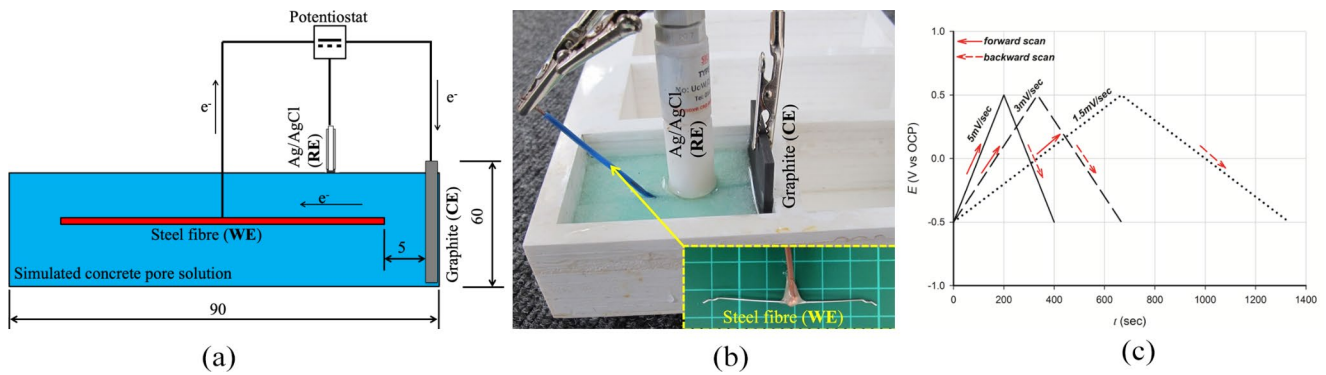 Potentiostat
e-
e-
Ag/AgCl
(RE)
e-
Steel fibre (WE)
5
60
Graphite (CE)
Simulated concrete pore solution
90
(a)
Ag/AgCl
(RE)
Graphite (CE)
Steel fibre (WE)
(b)
forward scan
backward scan
5mV/sec
3mV/sec
1.5mV/sec
E (V vs OCP)
1.0
0.5
0.0
-0.5
-1.0
0
200
400
600
800
1000
1200
1400
t (sec)
(c)